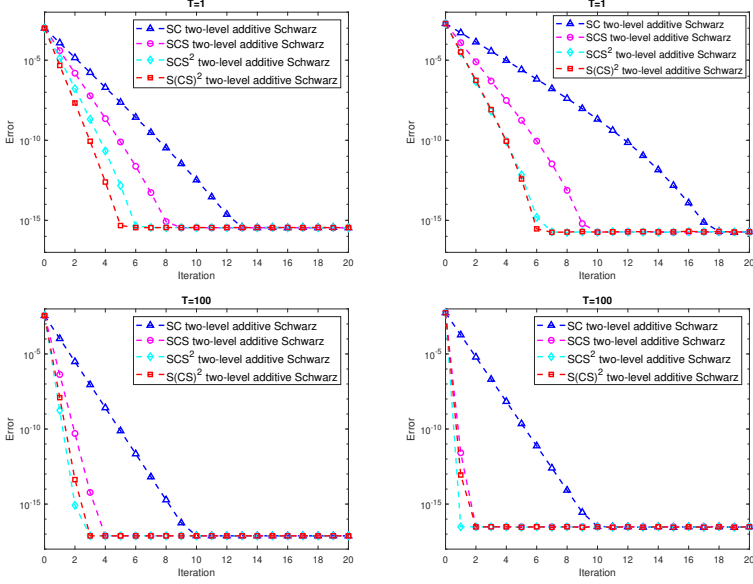 T=1
SC two-level additive Schwarz
SCS two-level additive Schwarz
SCS² two-level additive Schwarz
S(CS)² two-level additive Schwarz
Error
10⁻⁵
10⁻¹⁰
10⁻¹⁵
0 2 4 6 8 10 12 14 16 18 20
Iteration
T=1
SC two-level additive Schwarz
SCS two-level additive Schwarz
SCS² two-level additive Schwarz
S(CS)² two-level additive Schwarz
Error
10⁻⁵
10⁻¹⁰
10⁻¹⁵
0 2 4 6 8 10 12 14 16 18 20
Iteration
T=100
SC two-level additive Schwarz
SCS two-level additive Schwarz
SCS² two-level additive Schwarz
S(CS)² two-level additive Schwarz
Error
10⁻⁵
10⁻¹⁰
10⁻¹⁵
0 2 4 6 8 10 12 14 16 18 20
Iteration
T=100
SC two-level additive Schwarz
SCS two-level additive Schwarz
SCS² two-level additive Schwarz
S(CS)² two-level additive Schwarz
Error
10⁻⁵
10⁻¹⁰
10⁻¹⁵
0 2 4 6 8 10 12 14 16 18 20
Iteration